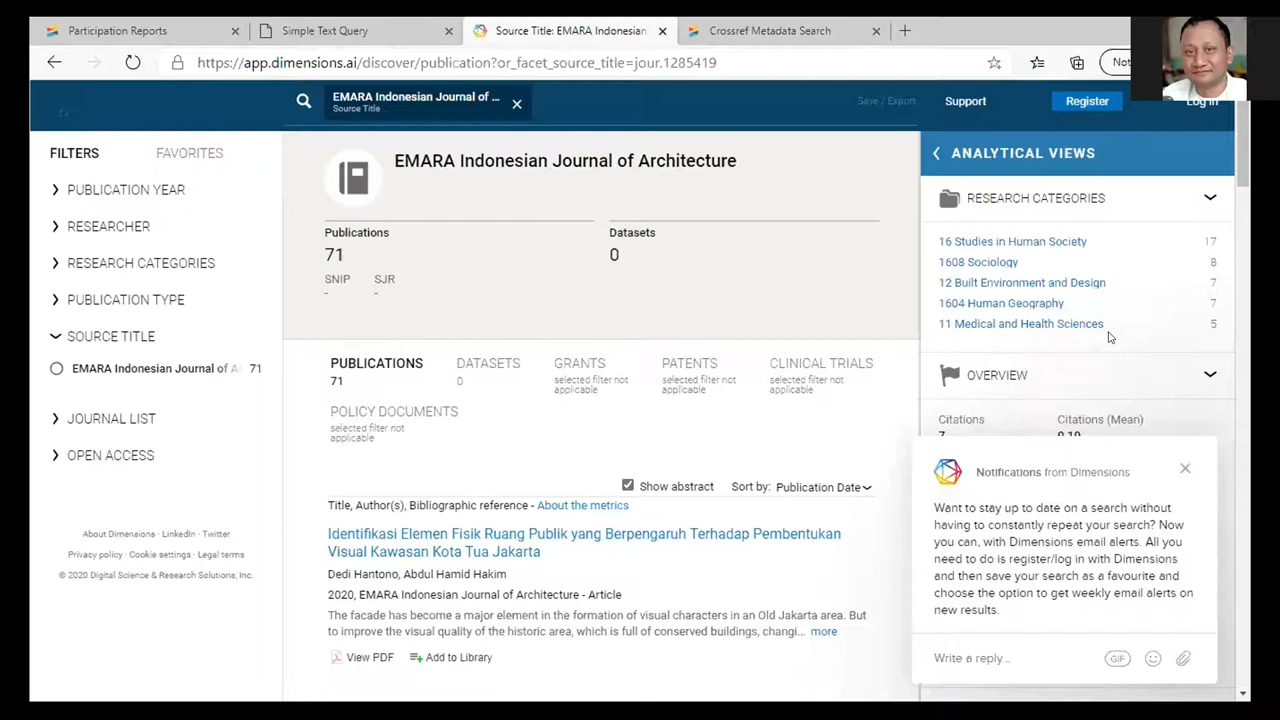 Participation Reports
Simple Text Query
Source Title: EMARA Indonesian
Crossref Metadata Search
https://app.dimensions.ai/discover/publication?or_facet_source_title=jour.1285419
Not
EMARA Indonesian Journal of ...
Source Title
Save / Export
Support
Register
Log in
FILTERS
FAVORITES
PUBLICATION YEAR
RESEARCHER
RESEARCH CATEGORIES
PUBLICATION TYPE
SOURCE TITLE
EMARA Indonesian Journal of A 71
JOURNAL LIST
OPEN ACCESS
About Dimensions · LinkedIn · Twitter
Privacy policy · Cookie settings · Legal terms
© 2020 Digital Science & Research Solutions, Inc.
EMARA Indonesian Journal of Architecture
Publications
71
Datasets
0
SNIP
-
SJR
-
PUBLICATIONS
71
DATASETS
0
GRANTS
selected filter not
applicable
PATENTS
selected filter not
applicable
CLINICAL TRIALS
selected filter not
applicable
POLICY DOCUMENTS
selected filter not
applicable
Show abstract
Sort by: Publication Date
Title, Author(s), Bibliographic reference - About the metrics
Identifikasi Elemen Fisik Ruang Publik yang Berpengaruh Terhadap Pembentukan
Visual Kawasan Kota Tua Jakarta
Dedi Hantono, Abdul Hamid Hakim
2020, EMARA Indonesian Journal of Architecture - Article
The facade has become a major element in the formation of visual characters in an Old Jakarta area. But
to improve the visual quality of the historic area, which is full of conserved buildings, changi... more
View PDF
Add to Library
ANALYTICAL VIEWS
RESEARCH CATEGORIES
16 Studies in Human Society 17
1608 Sociology 8
12 Built Environment and Design 7
1604 Human Geography 7
11 Medical and Health Sciences 5
OVERVIEW
Citations
7
Citations (Mean)
0.10
Notifications from Dimensions
Want to stay up to date on a search without
having to constantly repeat your search? Now
you can, with Dimensions email alerts. All you
need to do is register/log in with Dimensions
and then save your search as a favourite and
choose the option to get weekly email alerts on
new results.
Write a reply...
GIF